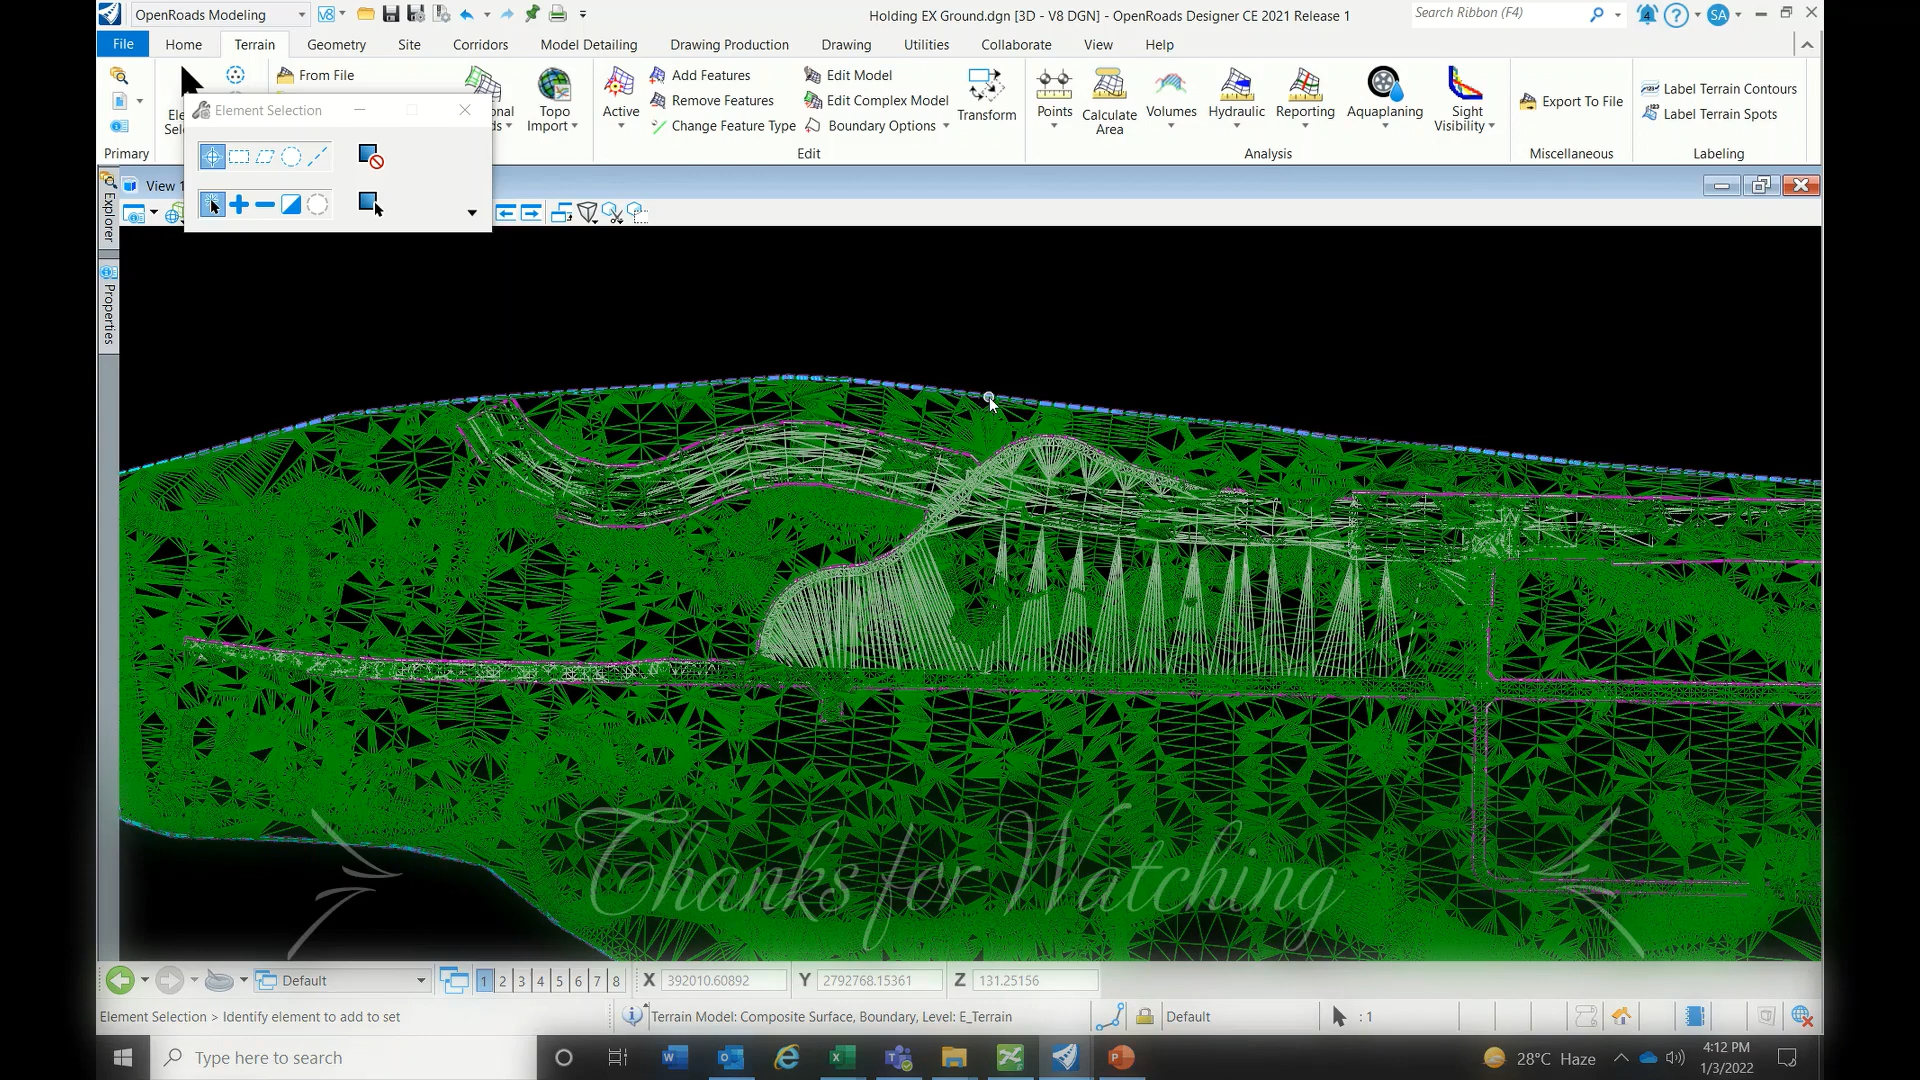 OpenRoads Modeling
Holding EX Ground.dgn [3D - V8 DGN] - OpenRoads Designer CE 2021 Release 1
Search Ribbon (F4)
4
SA
File
Home
Terrain
Geometry
Site
Corridors
Model Detailing
Drawing Production
Drawing
Utilities
Collaborate
View
Help
From File
Topo
Import
Active
Add Features
Remove Features
Change Feature Type
Edit Model
Edit Complex Model
Boundary Options
Transform
Points
Calculate
Area
Volumes
Hydraulic
Reporting
Aquaplaning
Sight
Visibility
Export To File
Label Terrain Contours
Label Terrain Spots
Primary
Edit
Analysis
Miscellaneous
Labeling
Element Selection
View 1
Explorer
Properties
Thanks for Watching
Default
1 2 3 4 5 6 7 8
X 392010.60892
Y 2792768.15361
Z 131.25156
Element Selection > Identify element to add to set
Terrain Model: Composite Surface, Boundary, Level: E_Terrain
Default
: 1
Type here to search
28°C Haze
4:12 PM
1/3/2022